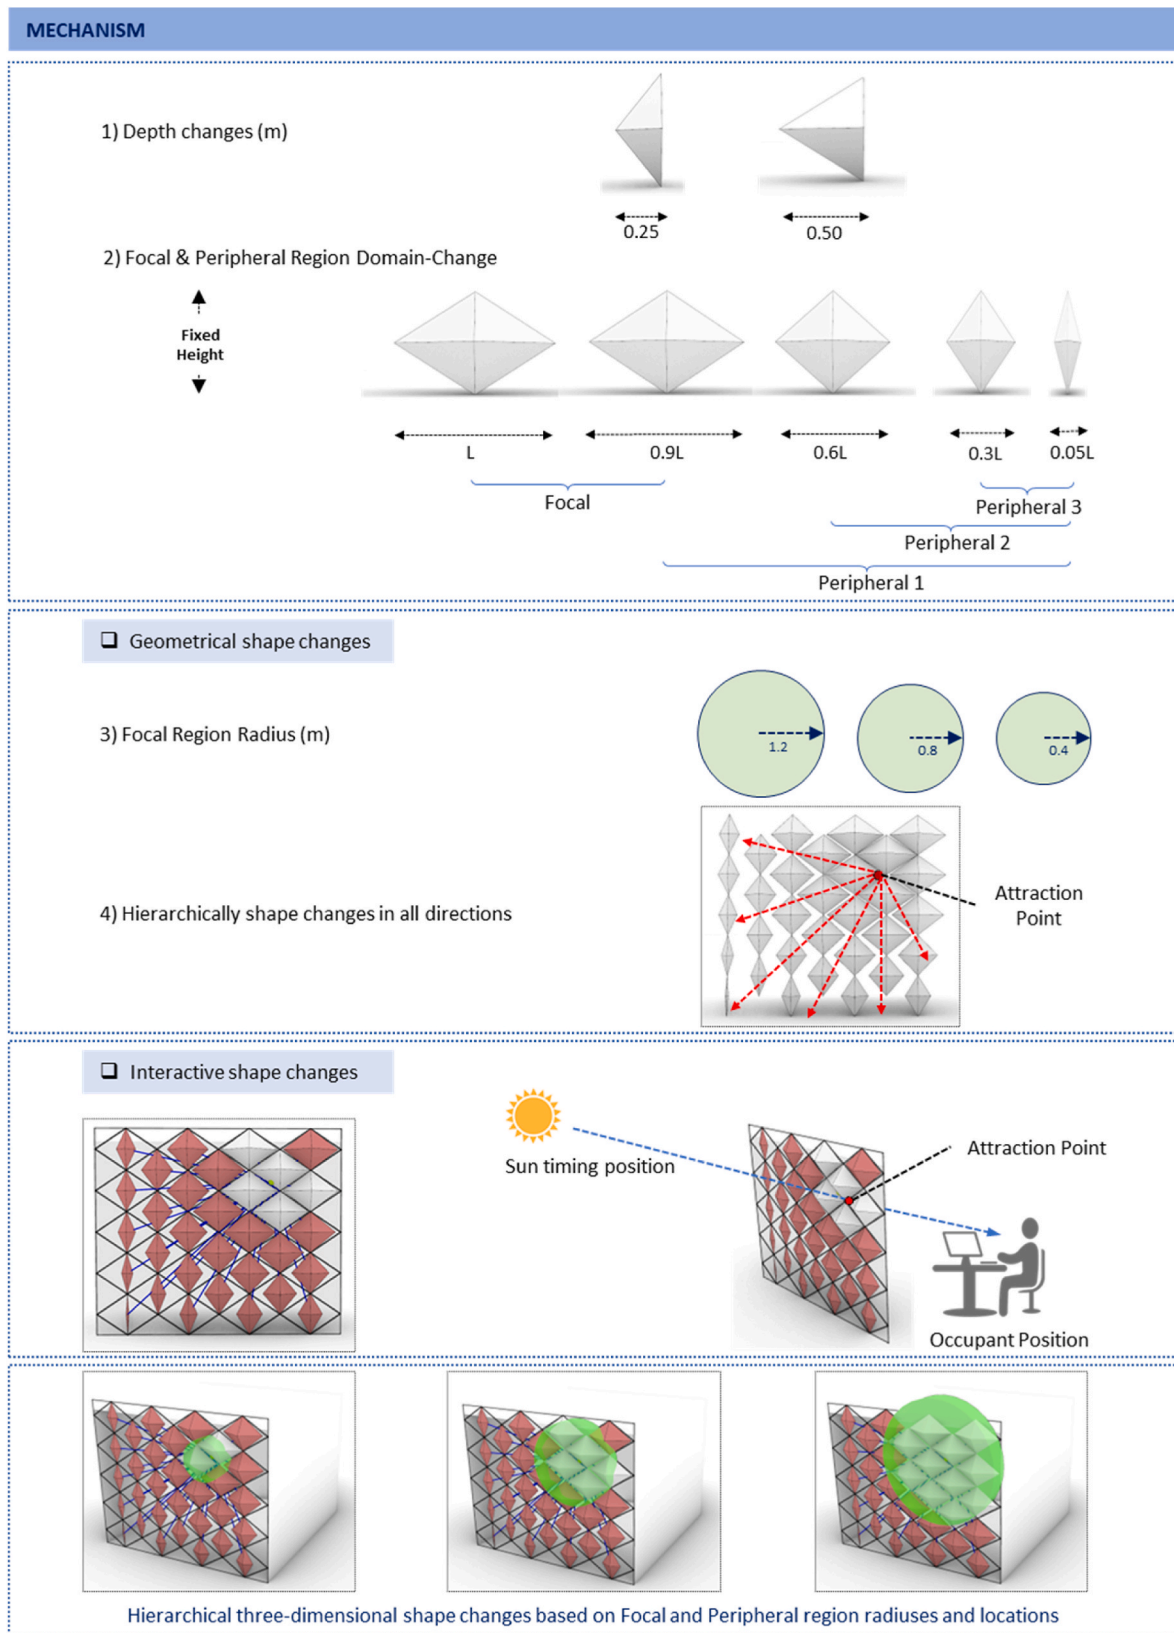 MECHANISM
1) Depth changes (m)
0.25
0.50
2) Focal & Peripheral Region Domain-Change
Fixed
Height
L
0.9L
0.6L
0.3L
0.05L
Focal
Peripheral 3
Peripheral 2
Peripheral 1
Geometrical shape changes
3) Focal Region Radius (m)
1.2
0.8
0.4
4) Hierarchically shape changes in all directions
Attraction
Point
Interactive shape changes
Sun timing position
Attraction Point
Occupant Position
Hierarchical three-dimensional shape changes based on Focal and Peripheral region radiuses and locations